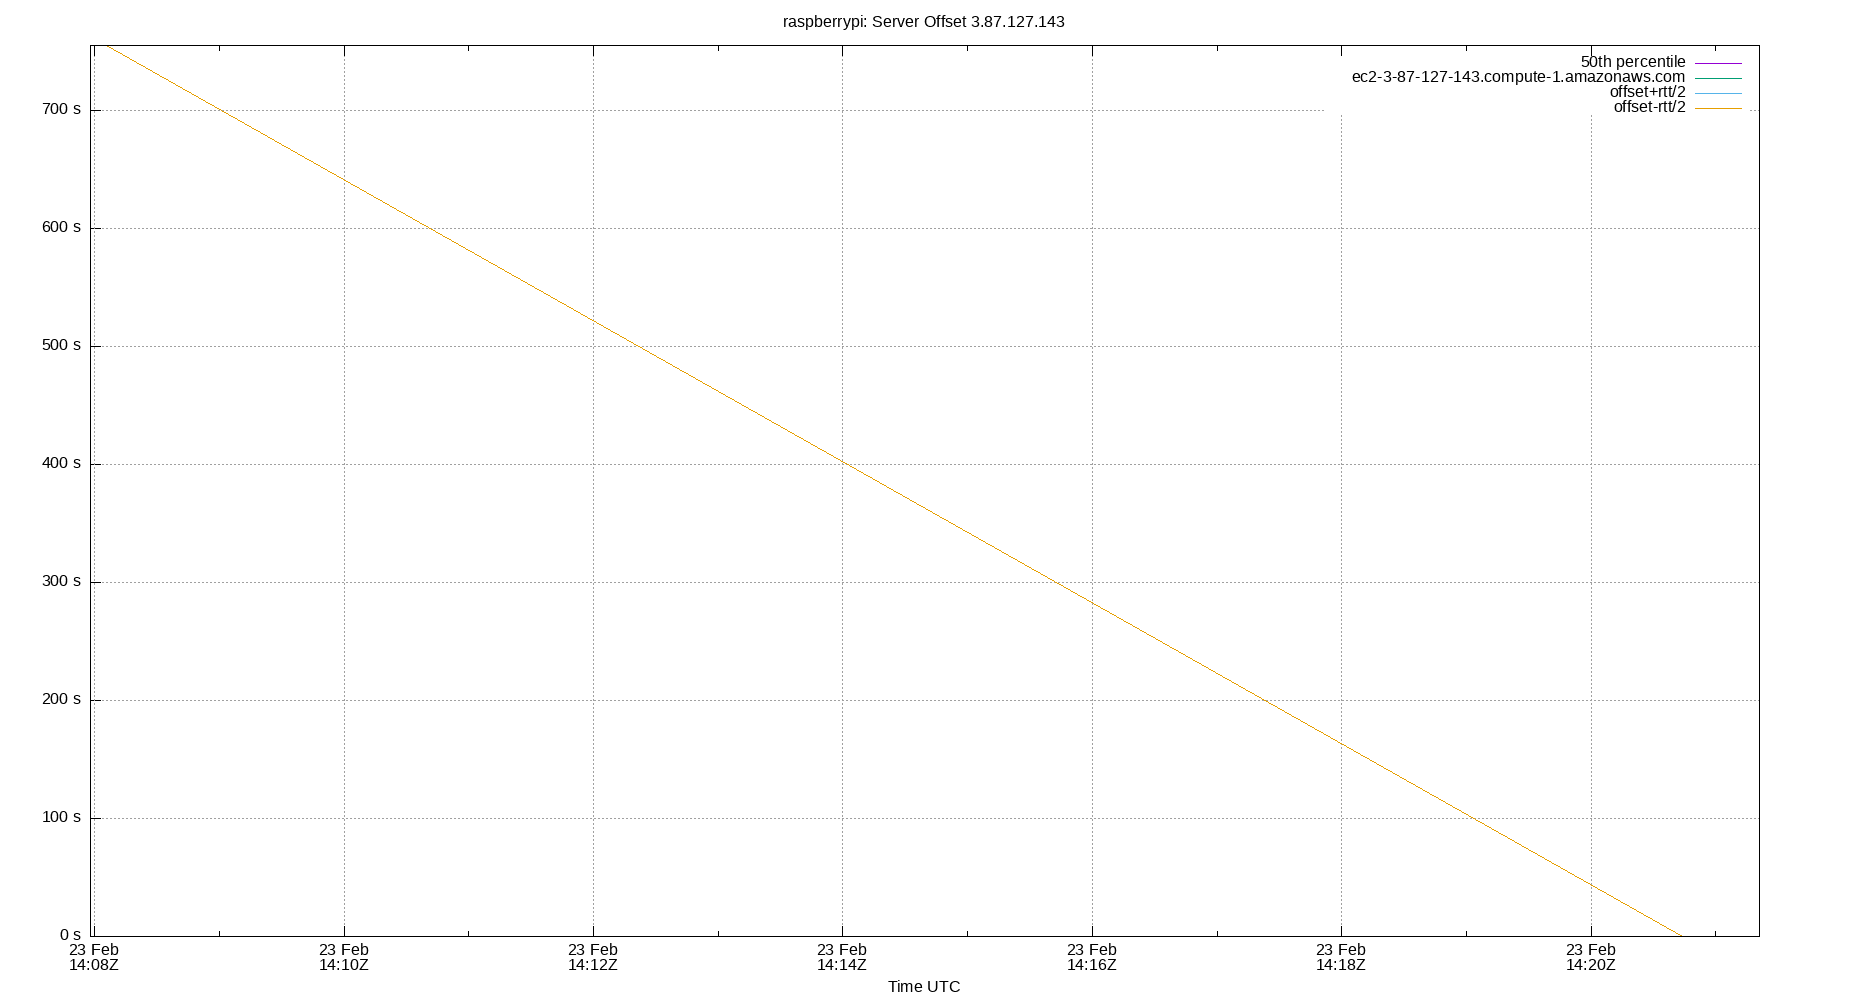 raspberrypi: Server Offset 3.87.127.143
50th percentile
ec2-3-87-127-143.compute-1.amazonaws.com
offset+rtt/2
offset-rtt/2
700 s
600 s
500 s
400 s
300 s
200 s
100 s
0 s
23 Feb 23 Feb 23 Feb 23 Feb 23 Feb 23 Feb 23 Feb
14:08Z 14:10Z 14:12Z 14:14Z 14:16Z 14:18Z 14:20Z
Time UTC